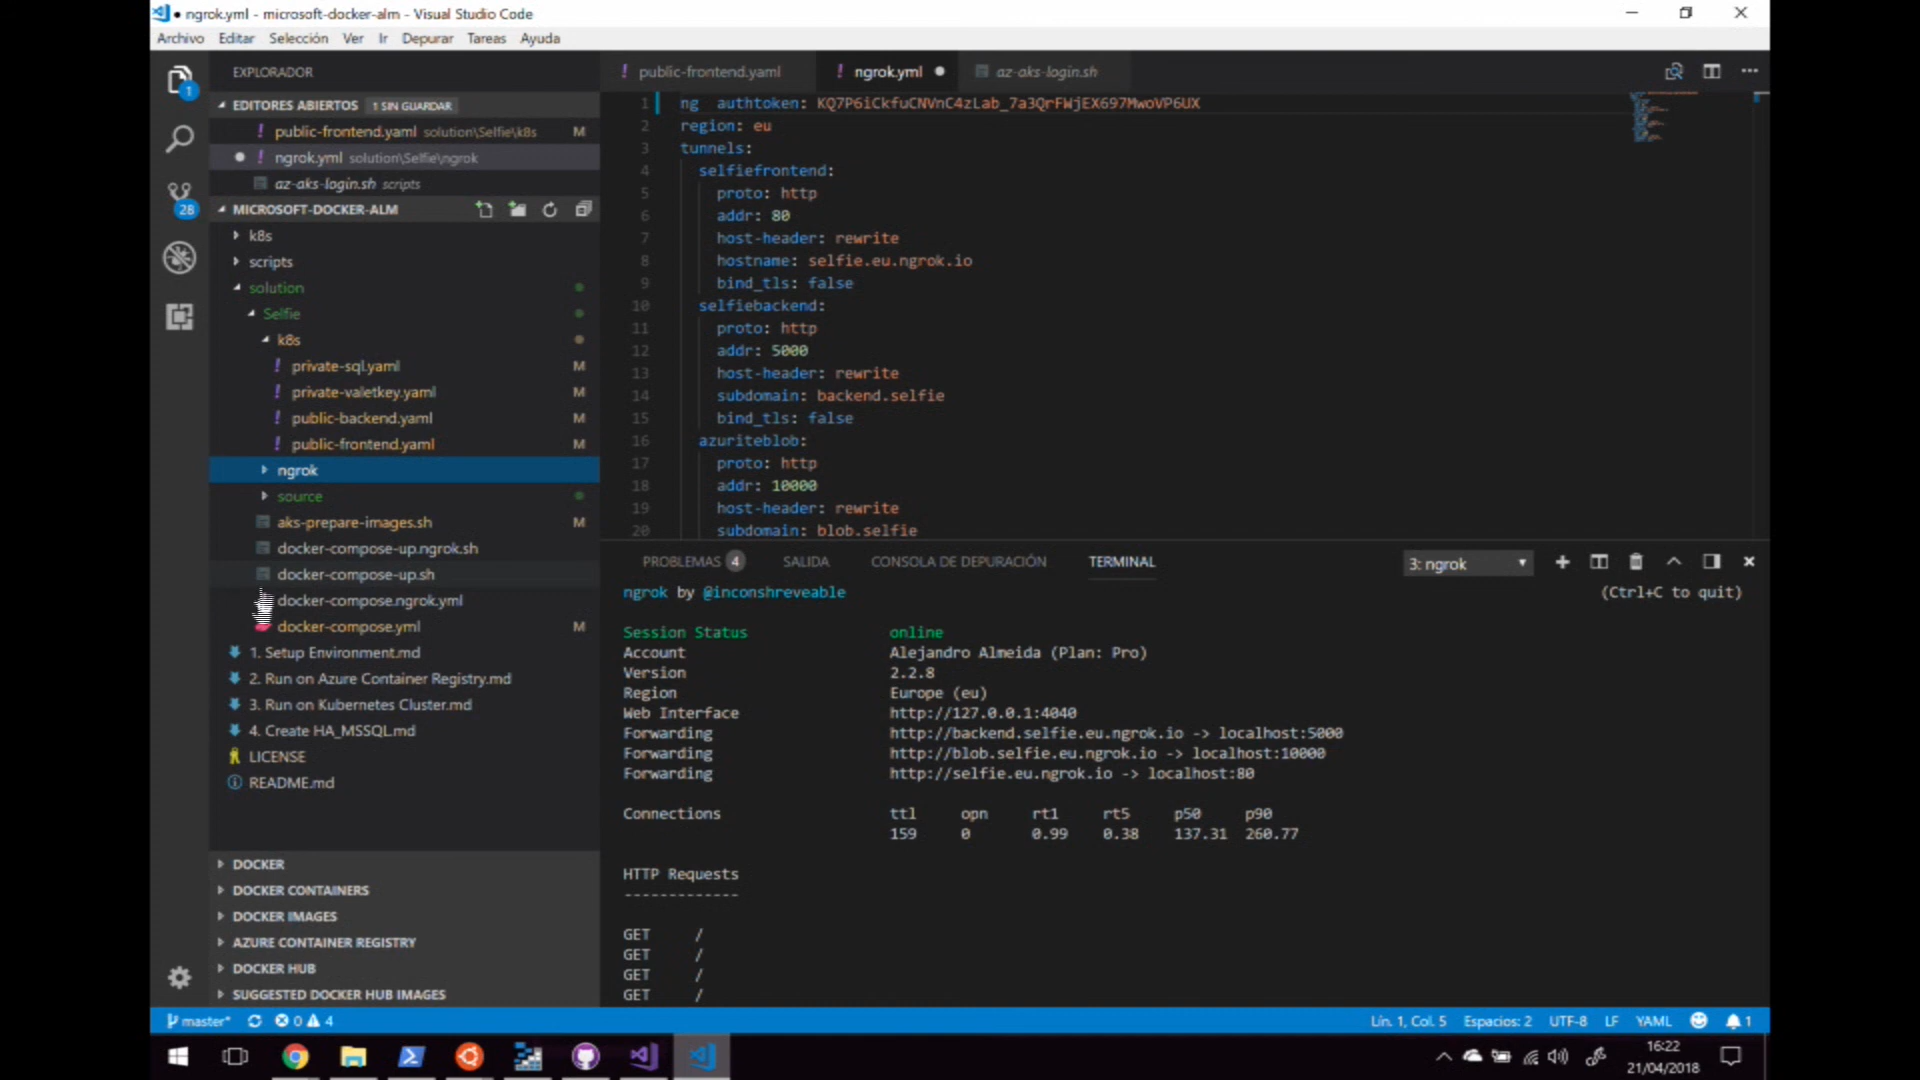 ngrok.yml - microsoft-docker-alm - Visual Studio Code
Archivo Editar Selección Ver Ir Depurar Tareas Ayuda
EXPLORADOR
EDITORES ABIERTOS 1 SIN GUARDAR
public-frontend.yaml solution\Selfie\k8s M
ngrok.yml solution\Selfie\ngrok
az-aks-login.sh scripts
MICROSOFT-DOCKER-ALM
k8s
scripts
solution
Selfie
k8s
private-sql.yaml M
private-valetkey.yaml M
public-backend.yaml M
public-frontend.yaml M
ngrok
source
aks-prepare-images.sh M
docker-compose-up.ngrok.sh
docker-compose-up.sh
docker-compose.ngrok.yml
docker-compose.yml M
1. Setup Environment.md
2. Run on Azure Container Registry.md
3. Run on Kubernetes Cluster.md
4. Create HA_MSSQL.md
LICENSE
README.md
DOCKER
DOCKER CONTAINERS
DOCKER IMAGES
AZURE CONTAINER REGISTRY
DOCKER HUB
SUGGESTED DOCKER HUB IMAGES
1
28
public-frontend.yaml ngrok.yml az-aks-login.sh
1 ng authtoken: KQ7P6iCkfuCNVnC4zLab_7a3QrFWjEX697MwoVP6UX
2 region: eu
3 tunnels:
4 selfiefrontend:
5 proto: http
6 addr: 80
7 host-header: rewrite
8 hostname: selfie.eu.ngrok.io
9 bind_tls: false
10 selfiebackend:
11 proto: http
12 addr: 5000
13 host-header: rewrite
14 subdomain: backend.selfie
15 bind_tls: false
16 azuriteblob:
17 proto: http
18 addr: 10000
19 host-header: rewrite
20 subdomain: blob.selfie
PROBLEMAS 4 SALIDA CONSOLA DE DEPURACIÓN TERMINAL 3: ngrok
ngrok by @inconshreveable (Ctrl+C to quit)
Session Status online
Account Alejandro Almeida (Plan: Pro)
Version 2.2.8
Region Europe (eu)
Web Interface http://127.0.0.1:4040
Forwarding http://backend.selfie.eu.ngrok.io -> localhost:5000
Forwarding http://blob.selfie.eu.ngrok.io -> localhost:10000
Forwarding http://selfie.eu.ngrok.io -> localhost:80
Connections ttl opn rt1 rt5 p50 p90
159 0 0.99 0.38 137.31 260.77
HTTP Requests
-------------
GET /
GET /
GET /
GET /
master* 0 4 Lín. 1, Col. 5 Espacios: 2 UTF-8 LF YAML 1
16:22
21/04/2018